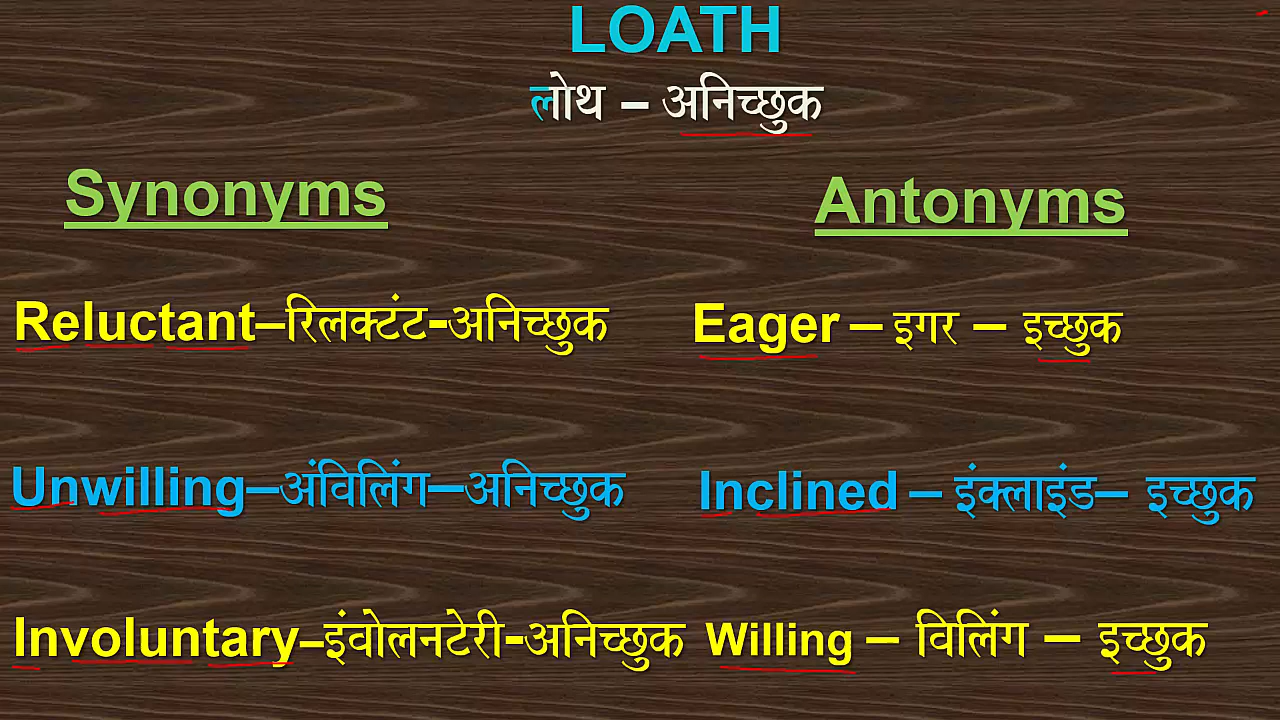 LOATH
लोथ – अनिच्छुक
Synonyms
Antonyms
Reluctant–रिलक्टंट-अनिच्छुक
Eager – इगर – इच्छुक
Unwilling–अंविलिंग–अनिच्छुक
Inclined – इंक्लाइंड– इच्छुक
Involuntary–इंवोलनटेरी-अनिच्छुक
Willing – विलिंग – इच्छुक